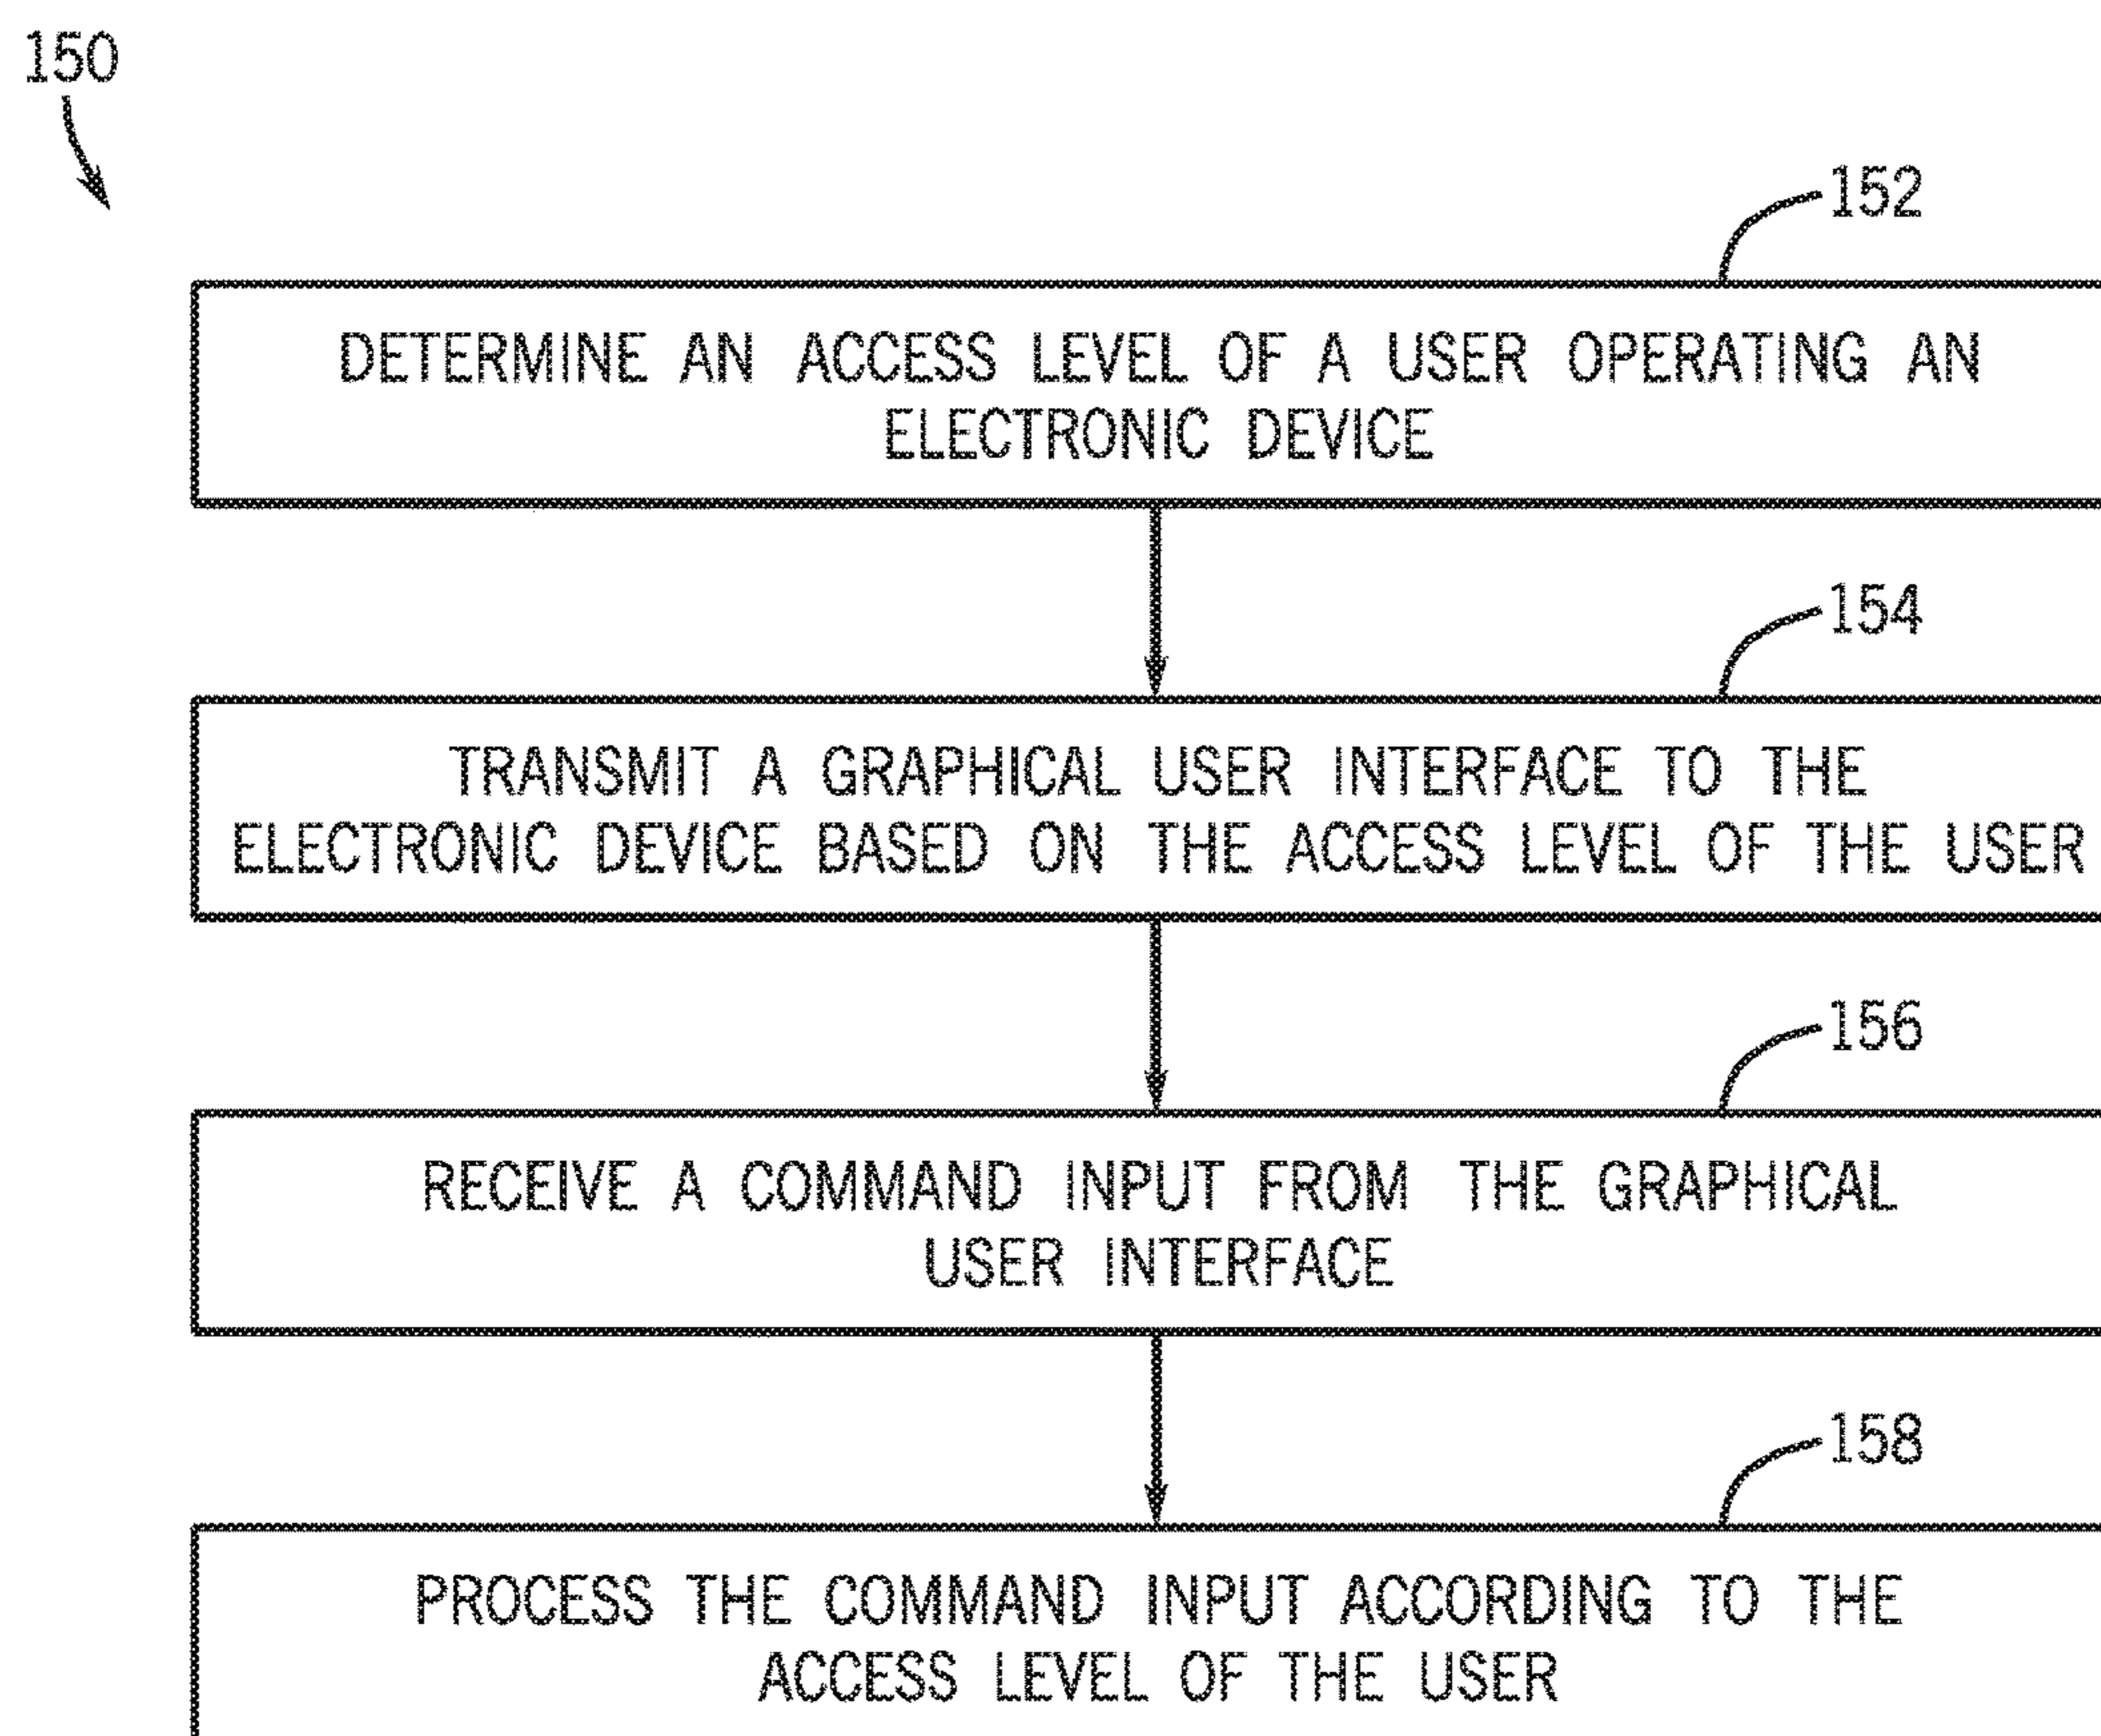 150
152
DETERMINE AN ACCESS LEVEL OF A USER OPERATING AN
ELECTRONIC DEVICE
154
TRANSMIT A GRAPHICAL USER INTERFACE TO THE
ELECTRONIC DEVICE BASED ON THE ACCESS LEVEL OF THE USER
156
RECEIVE A COMMAND INPUT FROM THE GRAPHICAL
USER INTERFACE
158
PROCESS THE COMMAND INPUT ACCORDING TO THE
ACCESS LEVEL OF THE USER